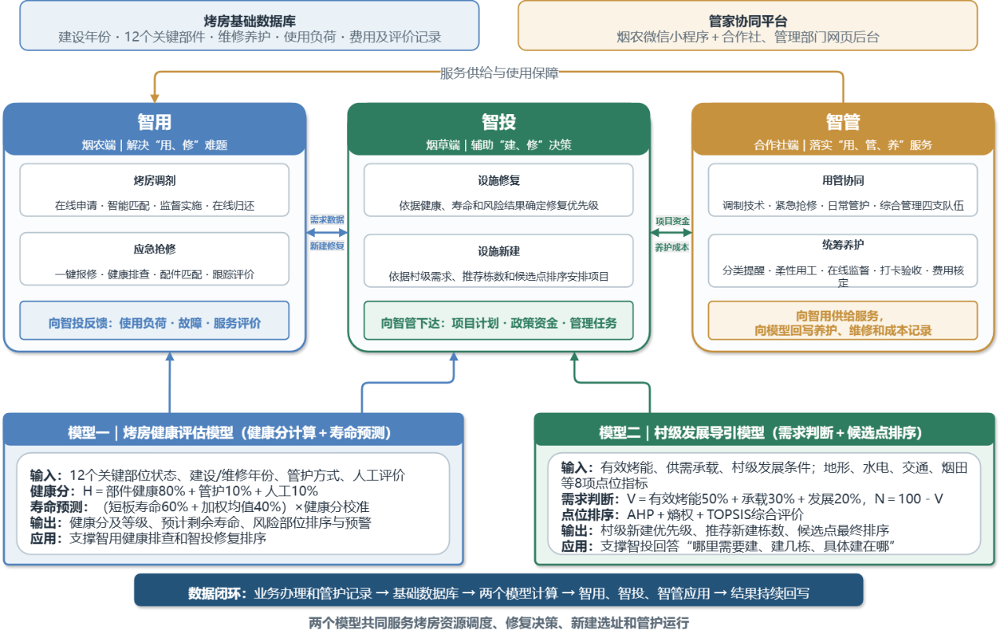 烤房基础数据库
建设年份 · 12个关键部件 · 维修养护 · 使用负荷 · 费用及评价记录
管家协同平台
烟农微信小程序 + 合作社、管理部门网页后台
服务供给与使用保障
智用
烟农端 | 解决“用、修”难题
烤房调剂
在线申请 · 智能匹配 · 监督实施 · 在线归还
应急抢修
一键报修 · 健康排查 · 配件匹配 · 跟踪评价
向智投反馈：使用负荷 · 故障 · 服务评价
需求数据
新建修复
智投
烟草端 | 辅助“建、修”决策
设施修复
依据健康、寿命和风险结果确定修复优先级
设施新建
依据村级需求、推荐栋数和候选点排序安排项目
向智管下达：项目计划 · 政策资金 · 管理任务
项目资金
养护成本
智管
合作社端 | 落实“用、管、养”服务
用管协同
调制技术 · 紧急抢修 · 日常管护 · 综合管理四支队伍
统筹养护
分类提醒 · 柔性用工 · 在线监督 · 打卡验收 · 费用核
定
向智用供给服务，
向模型回写养护、维修和成本记录
模型一｜烤房健康评估模型（健康分计算 + 寿命预测）
输入：12个关键部位状态、建设/维修年份、管护方式、人工评价
健康分：H = 部件健康80% + 管护10% + 人工10%
寿命预测：（短板寿命60% + 加权均值40%）×健康分校准
输出：健康分及等级、预计剩余寿命、风险部位排序与预警
应用：支撑智用健康排查和智投修复排序
模型二｜村级发展导引模型（需求判断 + 候选点排序）
输入：有效烤能、供需承载、村级发展条件；地形、水电、交通、烟田
等8项点位指标
需求判断：V = 有效烤能50% + 承载30% + 发展20%，N = 100 - V
点位排序：AHP + 熵权 + TOPSIS综合评价
输出：村级新建优先级、推荐新建栋数、候选点最终排序
应用：支撑智投回答“哪里需要建、建几栋、具体建在哪”
数据闭环：业务办理和管护记录 → 基础数据库 → 两个模型计算 → 智用、智投、智管应用 → 结果持续回写
两个模型共同服务烤房资源调度、修复决策、新建选址和管护运行